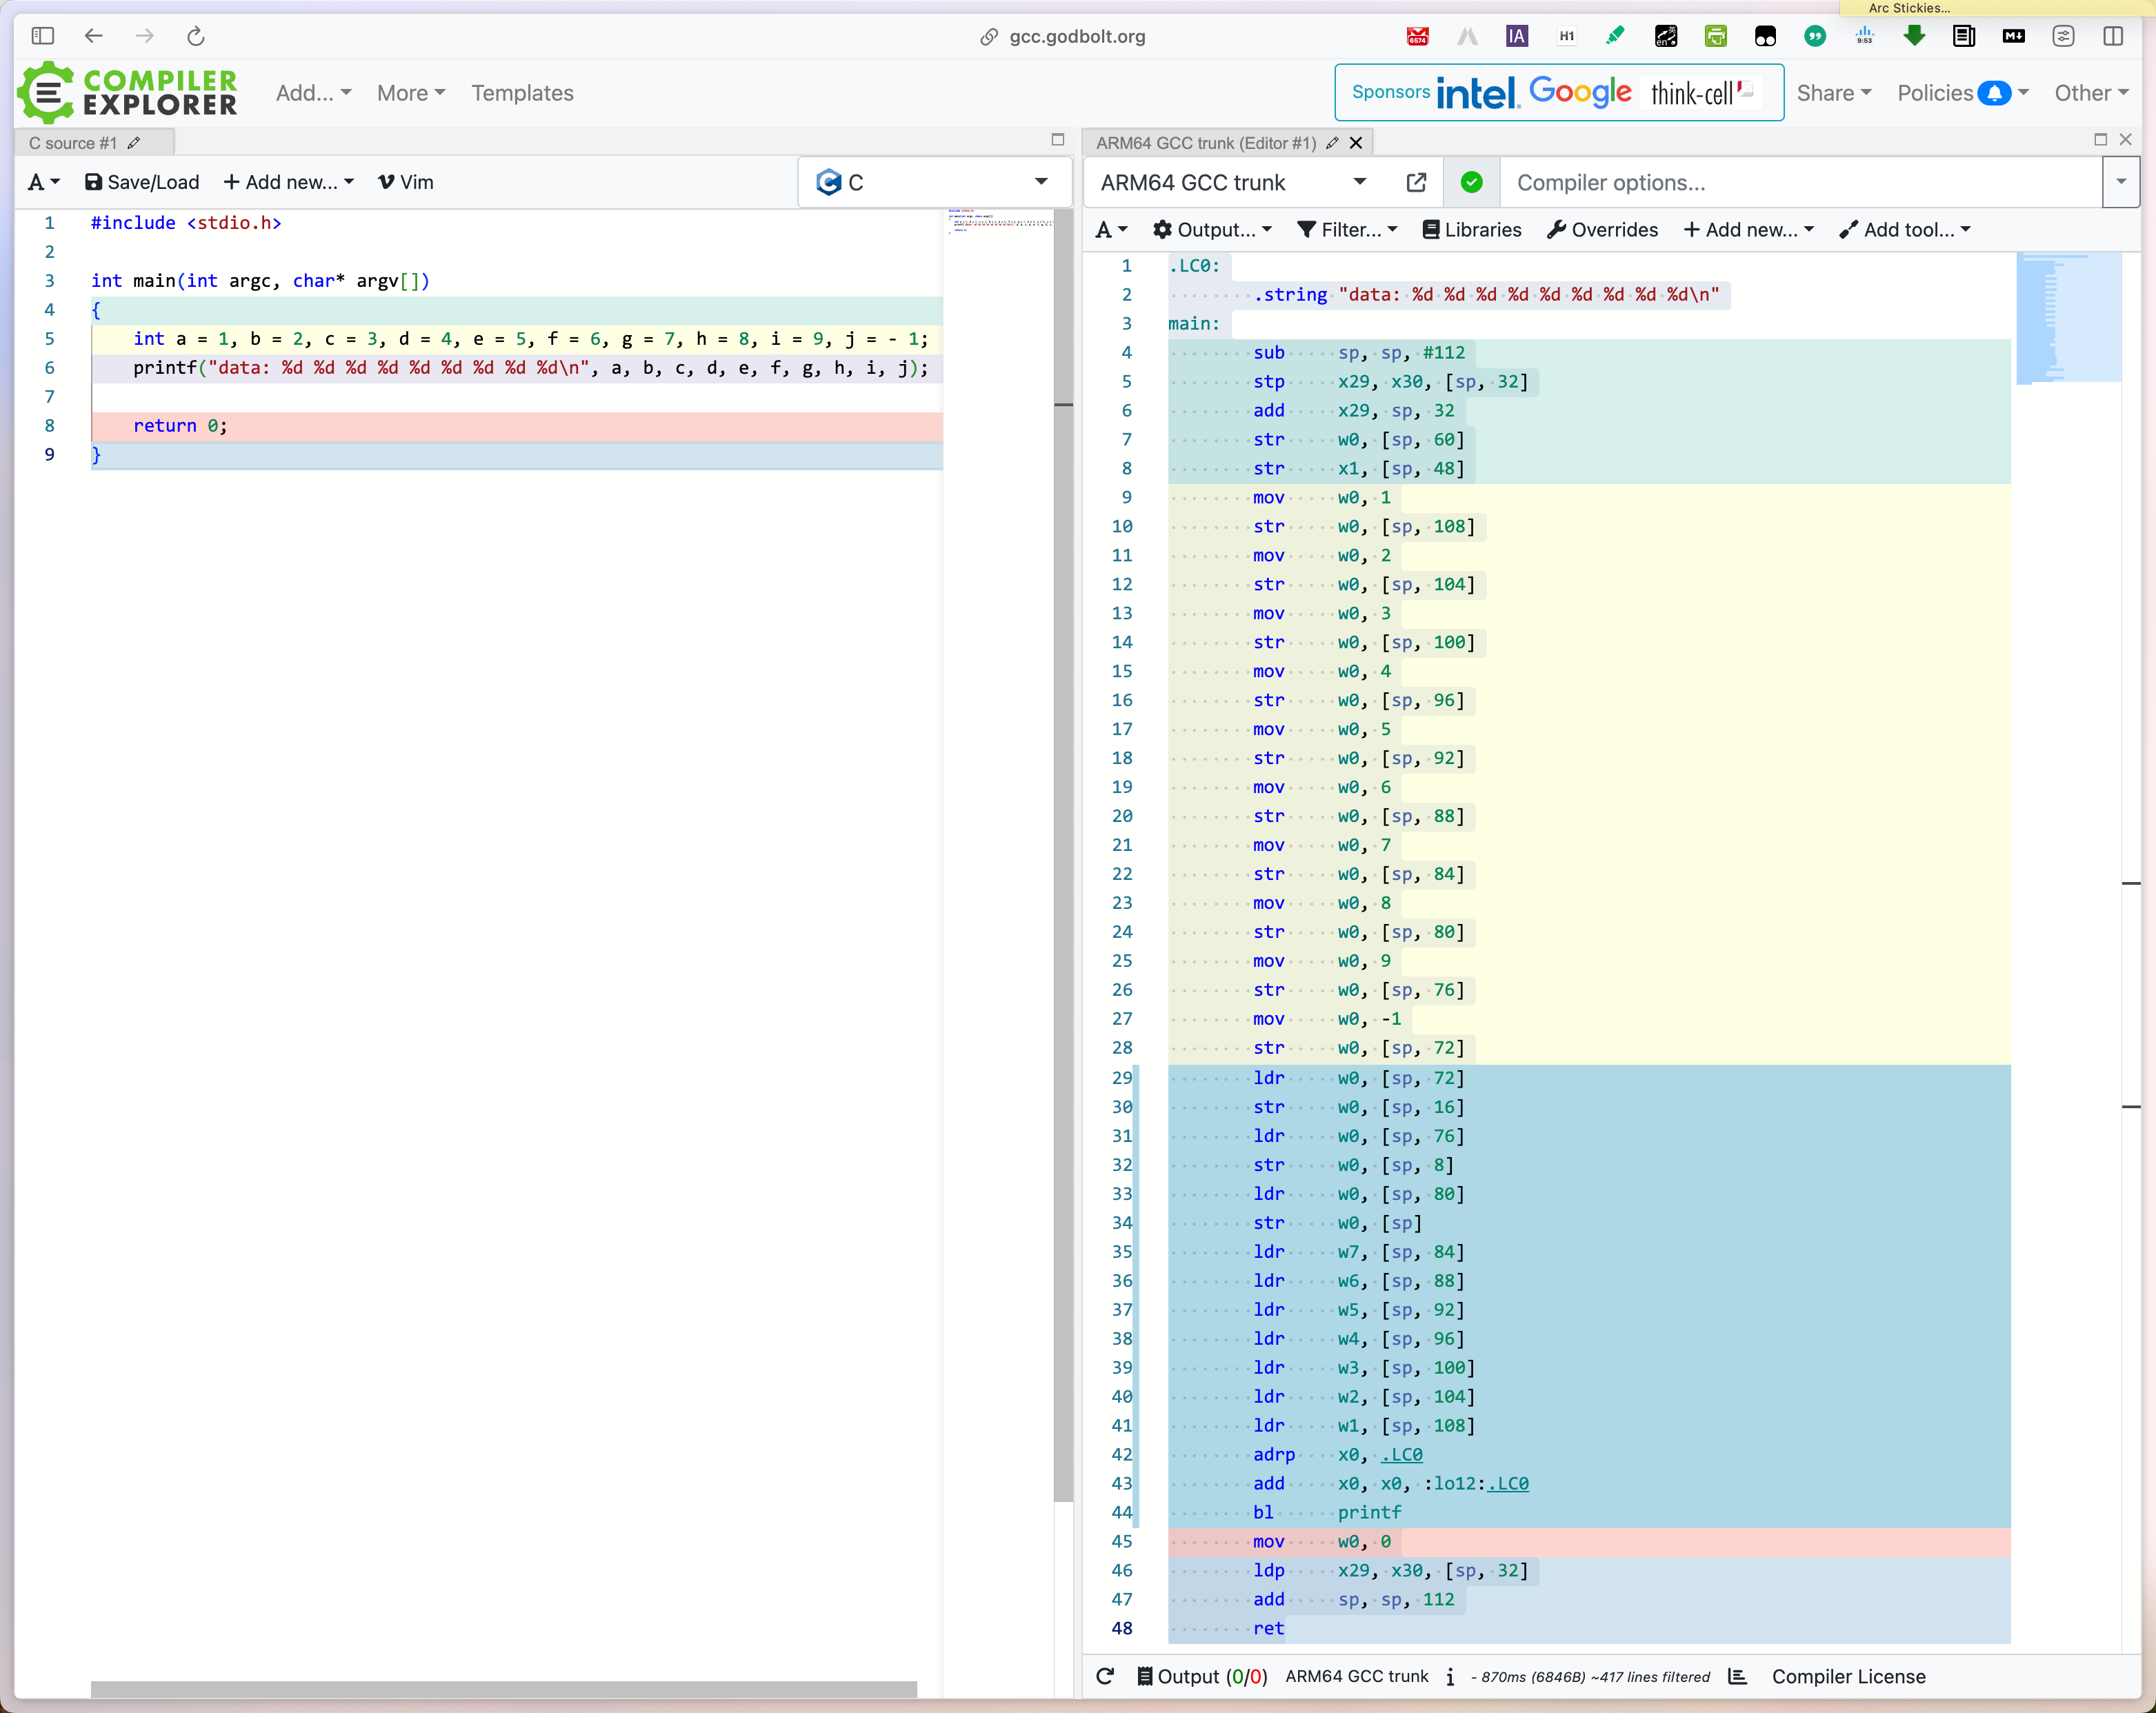 Arc Stickies...
gcc.godbolt.org
6574 IA H1 en 9:53 M
COMPILER
EXPLORER
Add... More Templates
Sponsors intel. Google think-cell
Share Policies Other
C source #1
A Save/Load + Add new... Vim C
1 #include <stdio.h>
2
3 int main(int argc, char* argv[])
4 {
5     int a = 1, b = 2, c = 3, d = 4, e = 5, f = 6, g = 7, h = 8, i = 9, j = - 1;
6     printf("data: %d %d %d %d %d %d %d %d %d\n", a, b, c, d, e, f, g, h, i, j);
7
8     return 0;
9 }
ARM64 GCC trunk (Editor #1)
ARM64 GCC trunk Compiler options...
A Output... Filter... Libraries Overrides + Add new... Add tool...
1 .LC0:
2         .string "data: %d %d %d %d %d %d %d %d %d\n"
3 main:
4         sub     sp, sp, #112
5         stp     x29, x30, [sp, 32]
6         add     x29, sp, 32
7         str     w0, [sp, 60]
8         str     x1, [sp, 48]
9         mov     w0, 1
10         str     w0, [sp, 108]
11         mov     w0, 2
12         str     w0, [sp, 104]
13         mov     w0, 3
14         str     w0, [sp, 100]
15         mov     w0, 4
16         str     w0, [sp, 96]
17         mov     w0, 5
18         str     w0, [sp, 92]
19         mov     w0, 6
20         str     w0, [sp, 88]
21         mov     w0, 7
22         str     w0, [sp, 84]
23         mov     w0, 8
24         str     w0, [sp, 80]
25         mov     w0, 9
26         str     w0, [sp, 76]
27         mov     w0, -1
28         str     w0, [sp, 72]
29         ldr     w0, [sp, 72]
30         str     w0, [sp, 16]
31         ldr     w0, [sp, 76]
32         str     w0, [sp, 8]
33         ldr     w0, [sp, 80]
34         str     w0, [sp]
35         ldr     w7, [sp, 84]
36         ldr     w6, [sp, 88]
37         ldr     w5, [sp, 92]
38         ldr     w4, [sp, 96]
39         ldr     w3, [sp, 100]
40         ldr     w2, [sp, 104]
41         ldr     w1, [sp, 108]
42         adrp    x0, .LC0
43         add     x0, x0, :lo12:.LC0
44         bl      printf
45         mov     w0, 0
46         ldp     x29, x30, [sp, 32]
47         add     sp, sp, 112
48         ret
Output (0/0) ARM64 GCC trunk i - 870ms (6846B) ~417 lines filtered Compiler License